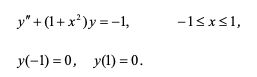 y″ + (1 + x²)y = −1,    −1 ≤ x ≤ 1,
y(−1) = 0,  y(1) = 0.